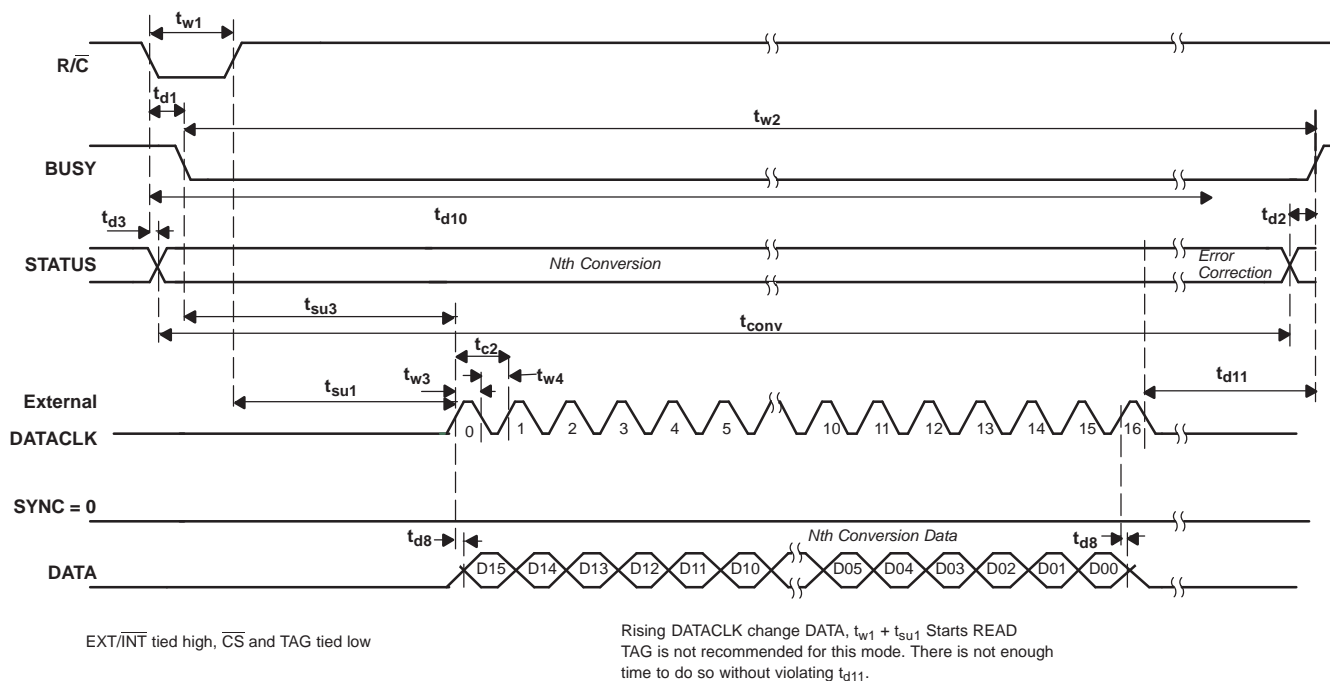 tw1
R/C̅
td1
tw2
BUSY
td3
td10
td2
STATUS
Nth Conversion
Error
Correction
tsu3
tconv
tc2
tw3
tw4
tsu1
td11
External
DATACLK
0 1 2 3 4 5 10 11 12 13 14 15 16
SYNC = 0
Nth Conversion Data
td8
td8
DATA
D15 D14 D13 D12 D11 D10 D05 D04 D03 D02 D01 D00
EXT/I̅N̅T̅ tied high, C̅S̅ and TAG tied low
Rising DATACLK change DATA, tw1 + tsu1 Starts READ
TAG is not recommended for this mode. There is not enough
time to do so without violating td11.